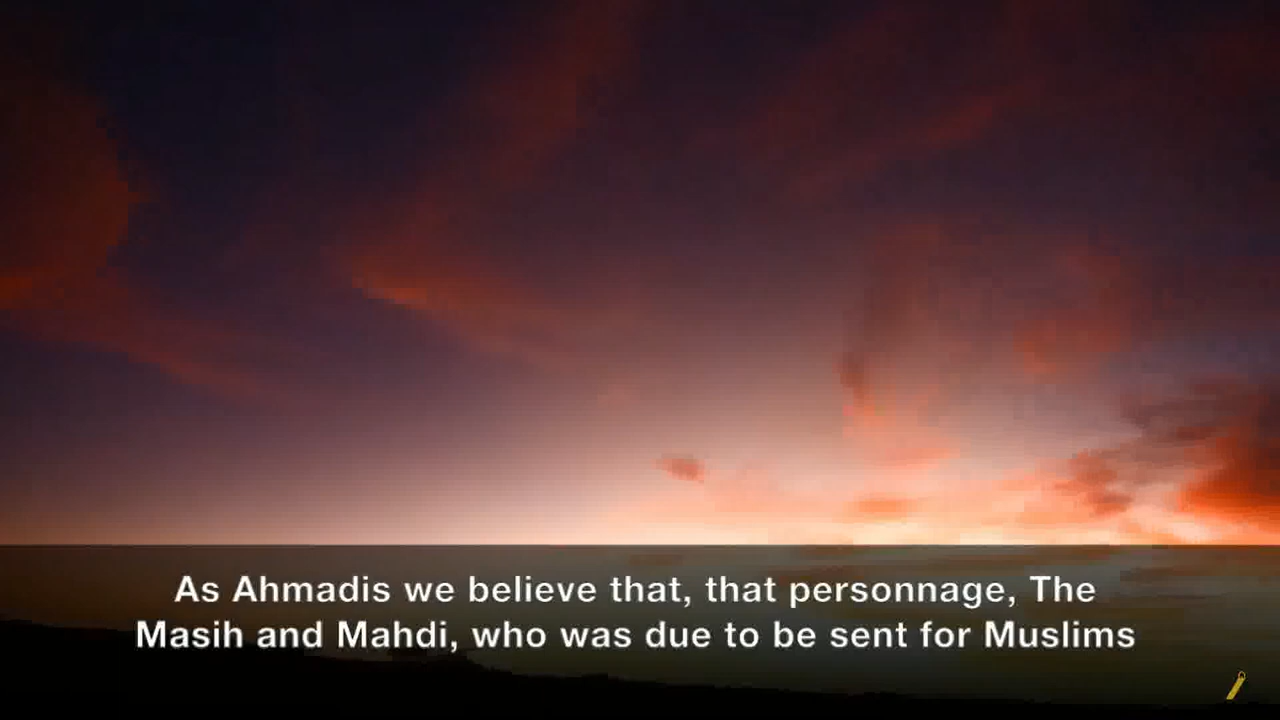 As Ahmadis we believe that, that personnage, The
Masih and Mahdi, who was due to be sent for Muslims